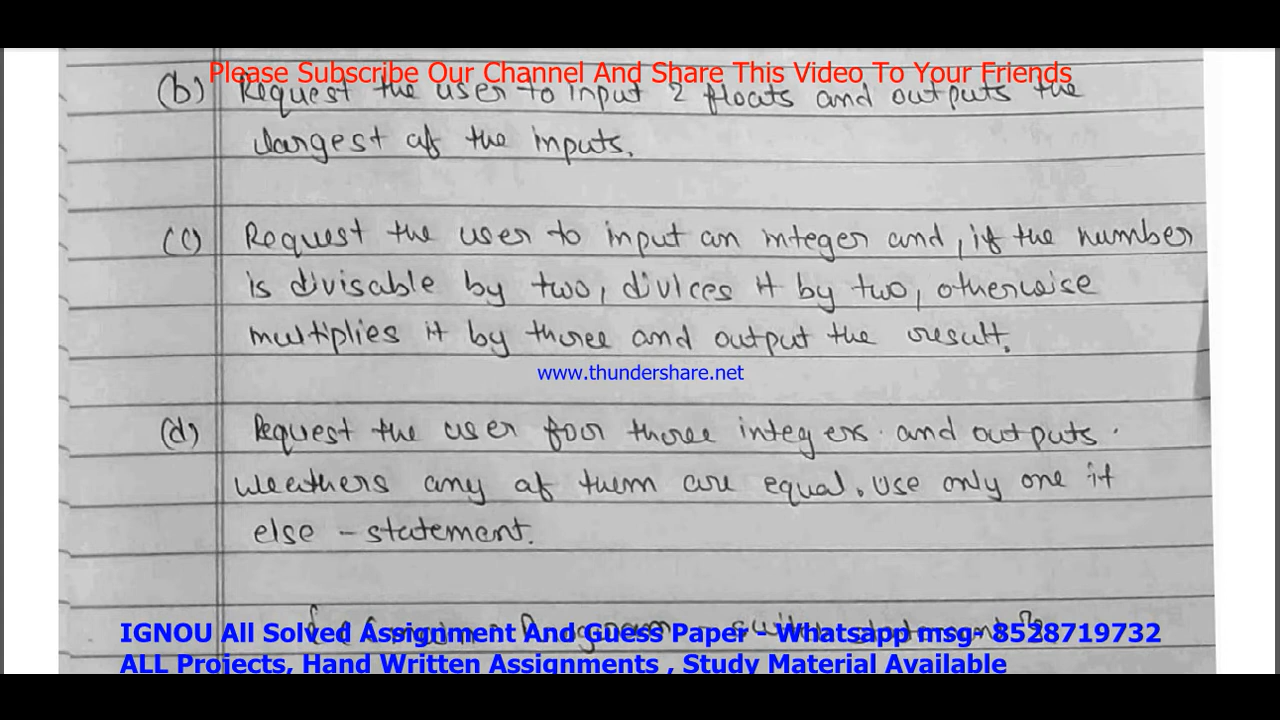 Please Subscribe Our Channel And Share This Video To Your Friends
(b) Request the user to input 2 floats and outputs the
largest of the inputs.
(c) Request the user to input an integer and, if the number
is divisable by two, divices it by two, otherwise
multiplies it by three and output the result.
www.thundershare.net
(d) Request the user for three integers and outputs
weathers any of them are equal. Use only one if
else - statement.
IGNOU All Solved Assignment And Guess Paper - Whatsapp msg- 8528719732
ALL Projects, Hand Written Assignments , Study Material Available